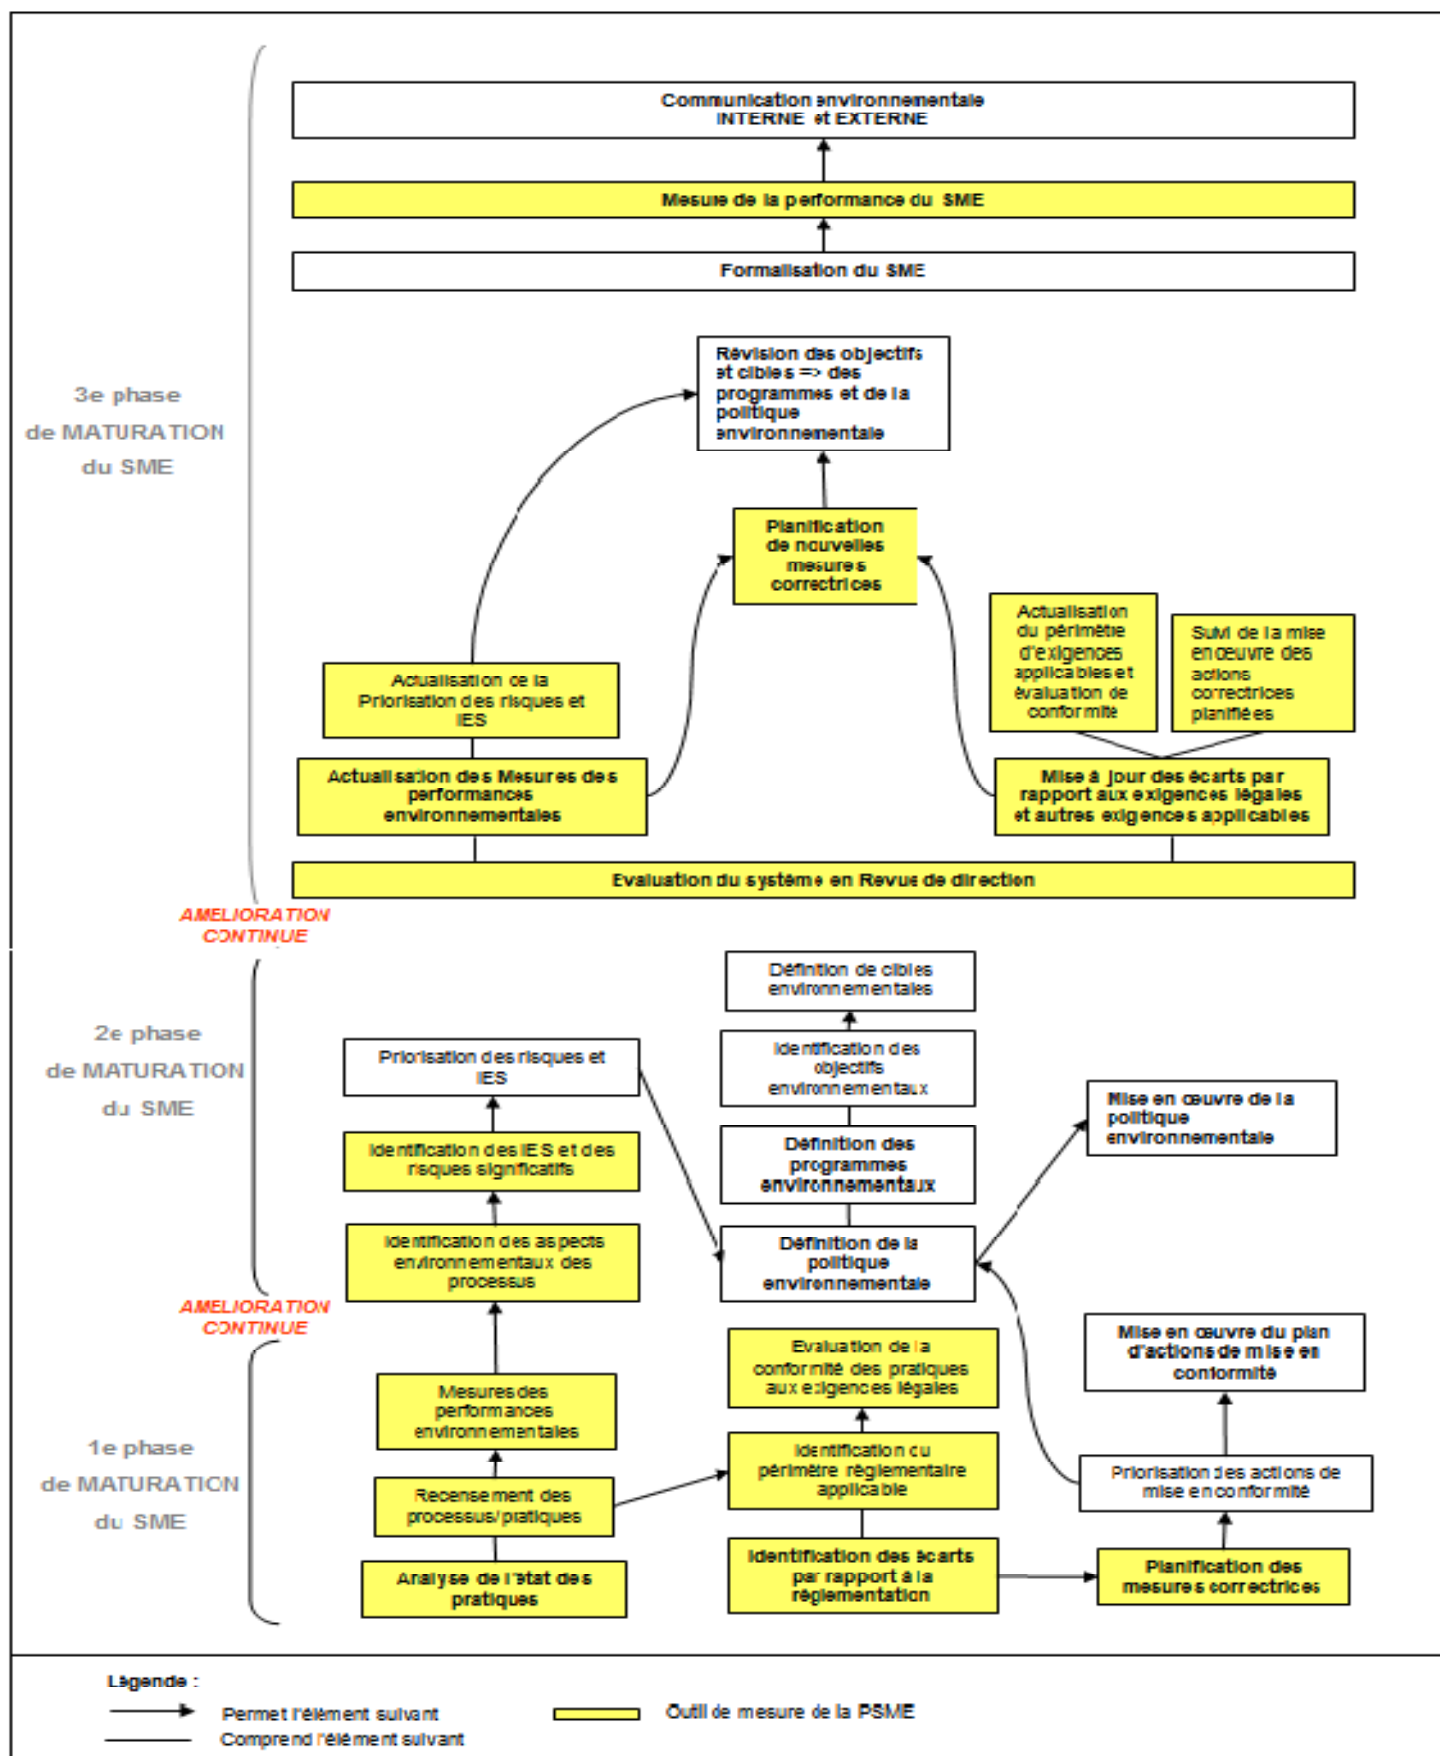 Communication environnementale
INTERNE et EXTERNE
Mesure de la performance du SME
Formalisation du SME
Révision des objectifs
et cibles => des
programmes et de la
politique
environnementale
3e phase
de MATURATION
du SME
Planification
de nouvelles
mesures
correctrices
Actualisation
du périmètre
d'exigences
applicables et
évaluation de
conformité
Suivi de la mise
en œuvre des
actions
correctrices
planifiées
Actualisation de la
Priorisation des risques et
IES
Actualisation des Mesures des
performances
environnementales
Mise à jour des écarts par
rapport aux exigences légales
et autres exigences applicables
Evaluation du système en Revue de direction
AMELIORATION
CONTINUE
2e phase
de MATURATION
du SME
Définition de cibles
environnementales
Identification des
objectifs
environnementaux
Priorisation des risques et
IES
Mise en œuvre de la
politique
environnementale
Identification des IES et des
risques significatifs
Définition des
programmes
environnementaux
Identification des aspects
environnementaux des
processus
Définition de la
politique
environnementale
AMELIORATION
CONTINUE
1e phase
de MATURATION
du SME
Evaluation de la
conformité des pratiques
aux exigences légales
Mise en œuvre du plan
d'actions de mise en
conformité
Mesures des
performances
environnementales
Identification du
périmètre règlementaire
applicable
Priorisation des actions de
mise en conformité
Recensement des
processus/pratiques
Analyse de l'état des
pratiques
Identification des écarts
par rapport à la
règlementation
Planification des
mesures correctrices
Légende :
Permet l'élément suivant
Outil de mesure de la PSME
Comprend l'élément suivant